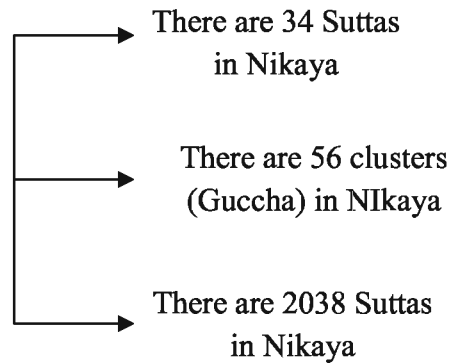 There are 34 Suttas
in Nikaya
There are 56 clusters
(Guccha) in NIkaya
There are 2038 Suttas
in Nikaya